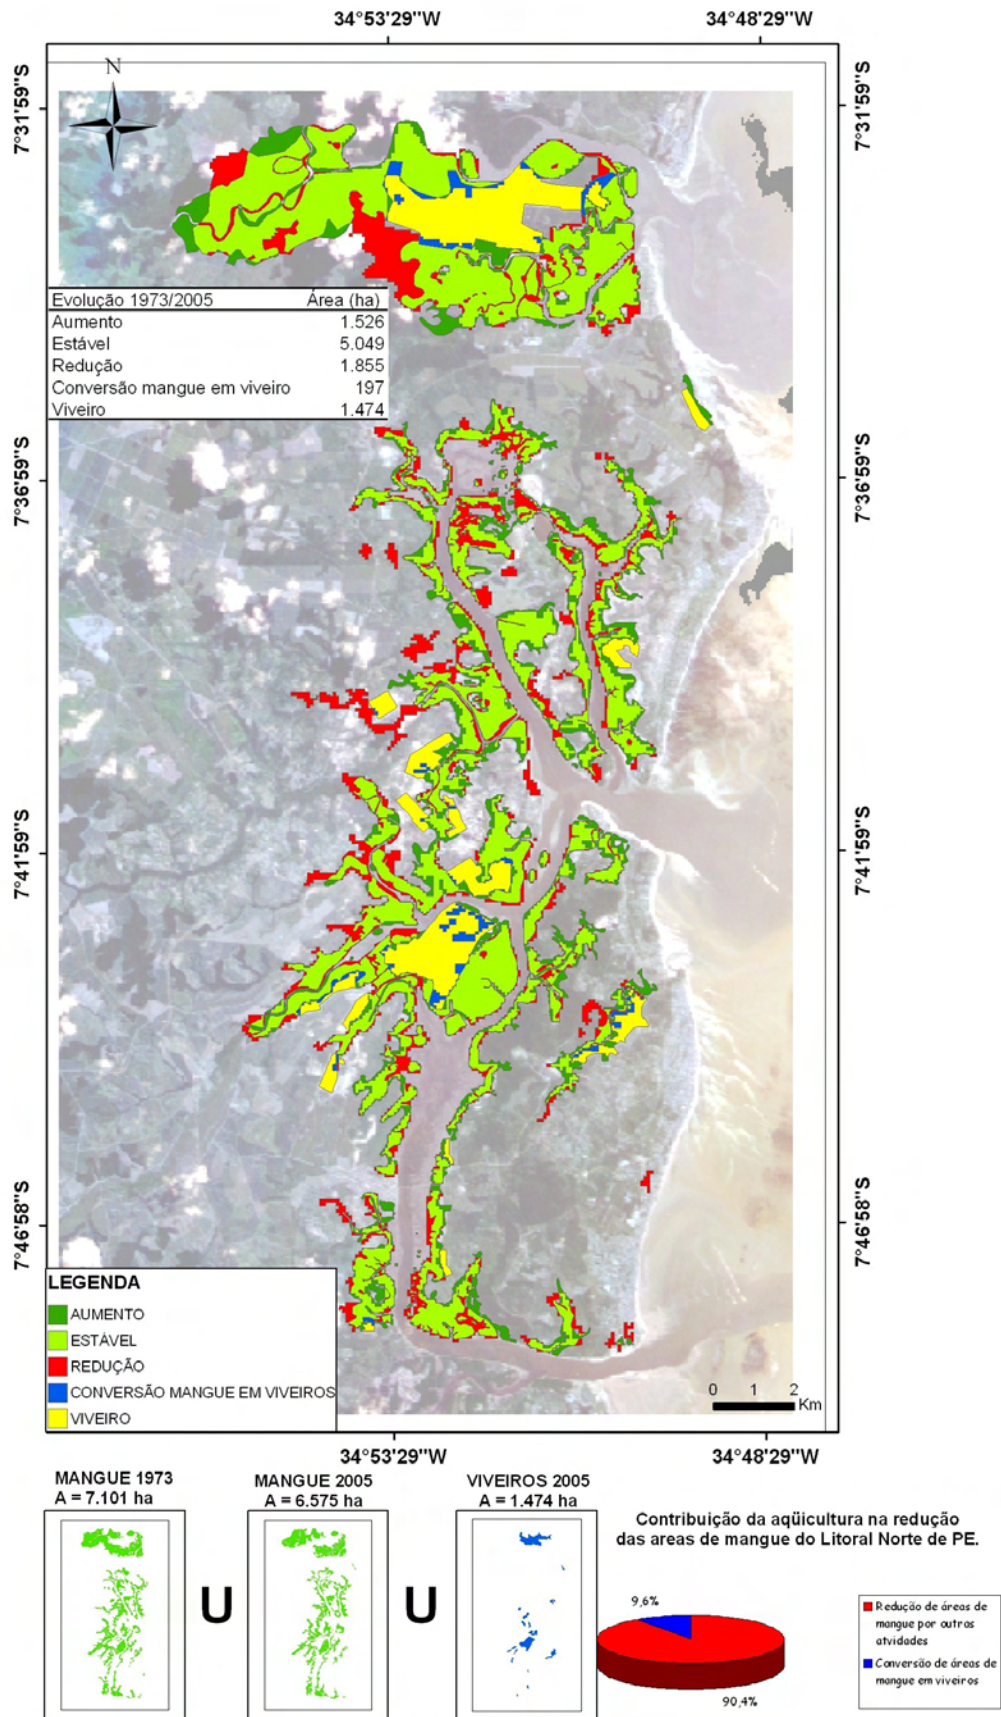 34°53'29"W 34°48'29"W
N
7°31'59"S 7°31'59"S
Evolução 1973/2005 Área (ha)
Aumento 1.526
Estável 5.049
Redução 1.855
Conversão mangue em viveiro 197
Viveiro 1.474
7°36'59"S 7°36'59"S
7°41'59"S 7°41'59"S
7°46'58"S 7°46'58"S
LEGENDA
AUMENTO
ESTÁVEL
REDUÇÃO
CONVERSÃO MANGUE EM VIVEIROS
VIVEIRO
0 1 2
Km
34°53'29"W 34°48'29"W
MANGUE 1973
A = 7.101 ha
MANGUE 2005
A = 6.575 ha
VIVEIROS 2005
A = 1.474 ha
U U
Contribuição da aqüicultura na redução
das areas de mangue do Litoral Norte de PE.
9,6%
90,4%
Redução de áreas de
mangue por outras
atvidades
Conversão de áreas de
mangue em viveiros